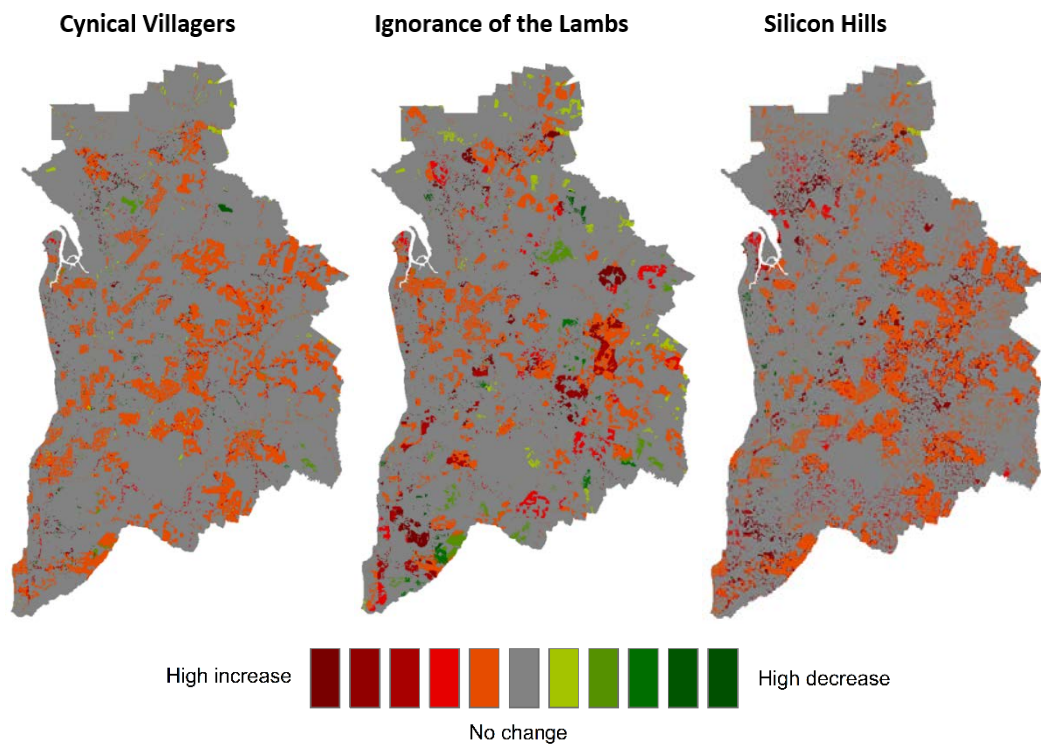 Cynical Villagers
Ignorance of the Lambs
Silicon Hills
High increase
High decrease
No change